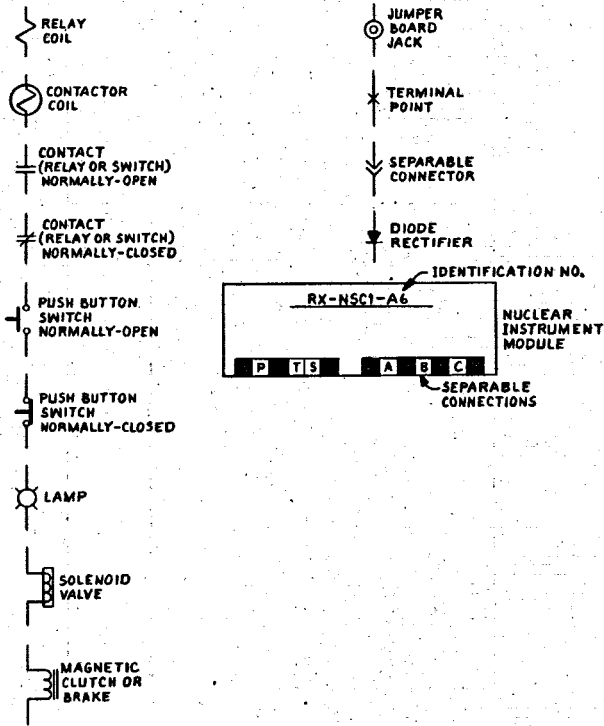 RELAY
COIL
CONTACTOR
COIL
CONTACT
(RELAY OR SWITCH)
NORMALLY-OPEN
CONTACT
(RELAY OR SWITCH)
NORMALLY-CLOSED
PUSH BUTTON
SWITCH
NORMALLY-OPEN
PUSH BUTTON
SWITCH
NORMALLY-CLOSED
LAMP
SOLENOID
VALVE
MAGNETIC
CLUTCH OR
BRAKE
JUMPER
BOARD
JACK
TERMINAL
POINT
SEPARABLE
CONNECTOR
DIODE
RECTIFIER
IDENTIFICATION NO.
RX-NSC1-A6
NUCLEAR
INSTRUMENT
MODULE
P T S A B C
SEPARABLE
CONNECTIONS